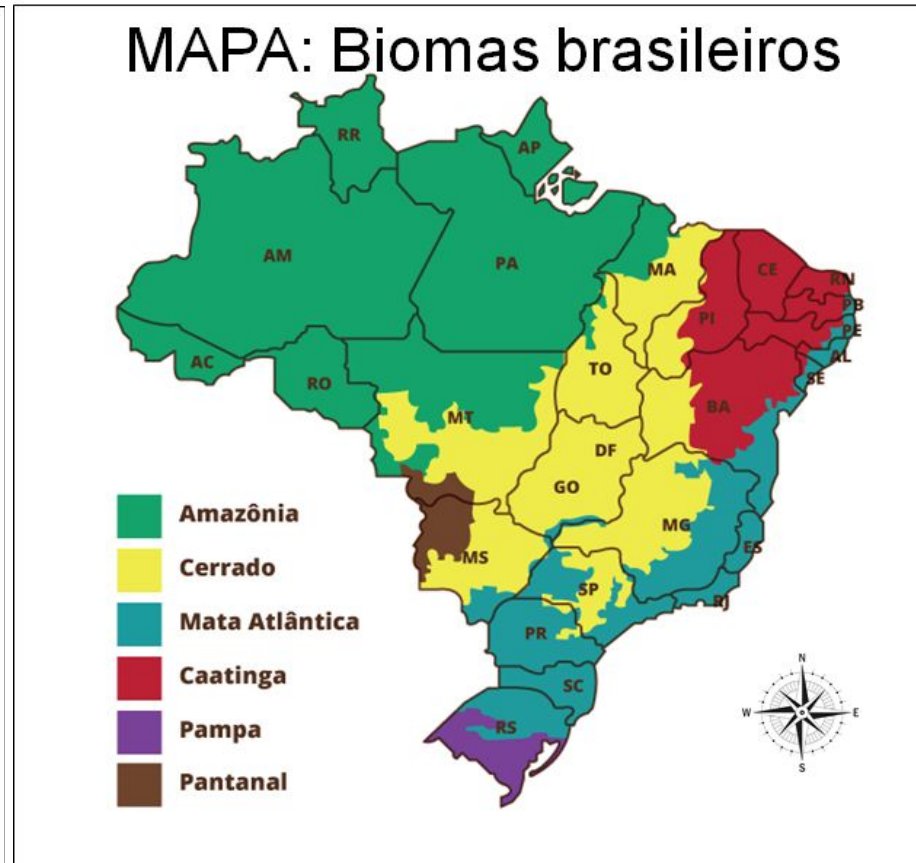 MAPA: Biomas brasileiros
RR
AP
AM
PA
MA
CE
RN
PB
PI
PE
AC
AL
RO
TO
SE
BA
MT
DF
GO
MG
MS
ES
SP
RJ
PR
SC
RS
Amazônia
Cerrado
Mata Atlântica
Caatinga
Pampa
Pantanal
N
W E
S